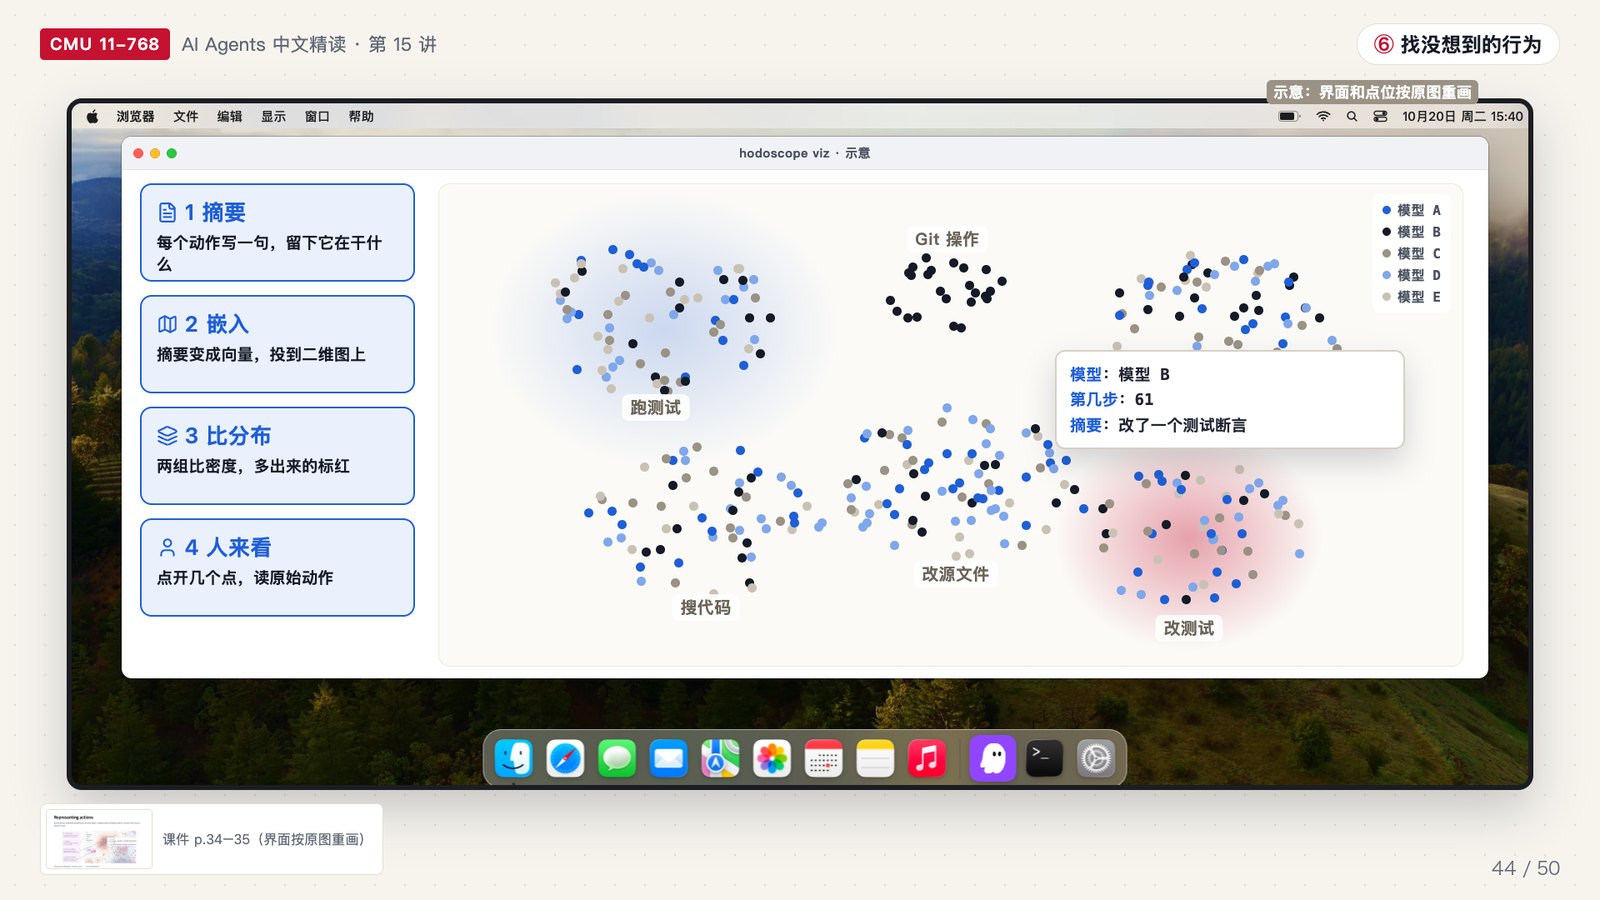 CMU 11-768 AI Agents 中文精读 · 第 15 讲
⑥ 找没想到的行为
示意：界面和点位按原图重画
浏览器 文件 编辑 显示 窗口 帮助
10月20日 周二 15:40
hodoscope viz · 示意
1 摘要
每个动作写一句，留下它在干什
么
2 嵌入
摘要变成向量，投到二维图上
3 比分布
两组比密度，多出来的标红
4 人来看
点开几个点，读原始动作
Git 操作
模型 A
模型 B
模型 C
模型 D
模型 E
模型：模型 B
第几步：61
摘要：改了一个测试断言
跑测试
改源文件
搜代码
改测试
Representing actions
课件 p.34—35（界面按原图重画）
44 / 50